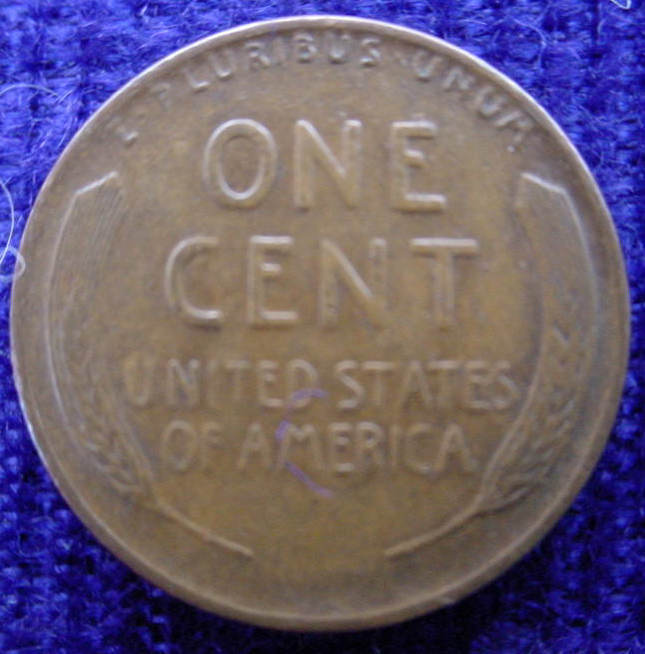 E · PLURIBUS · UNUM
ONE
CENT
UNITED STATES
OF AMERICA